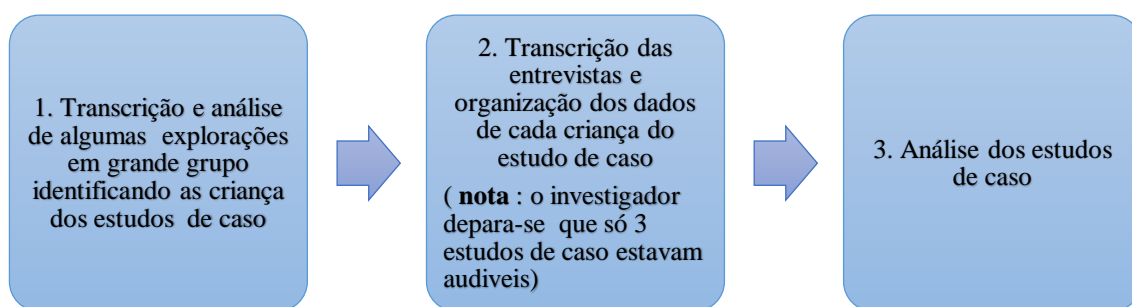 1. Transcrição e análise
de algumas explorações
em grande grupo
identificando as criança
dos estudos de caso
2. Transcrição das
entrevistas e
organização dos dados
de cada criança do
estudo de caso
( nota : o investigador
depara-se que só 3
estudos de caso estavam
audiveis)
3. Análise dos estudos
de caso